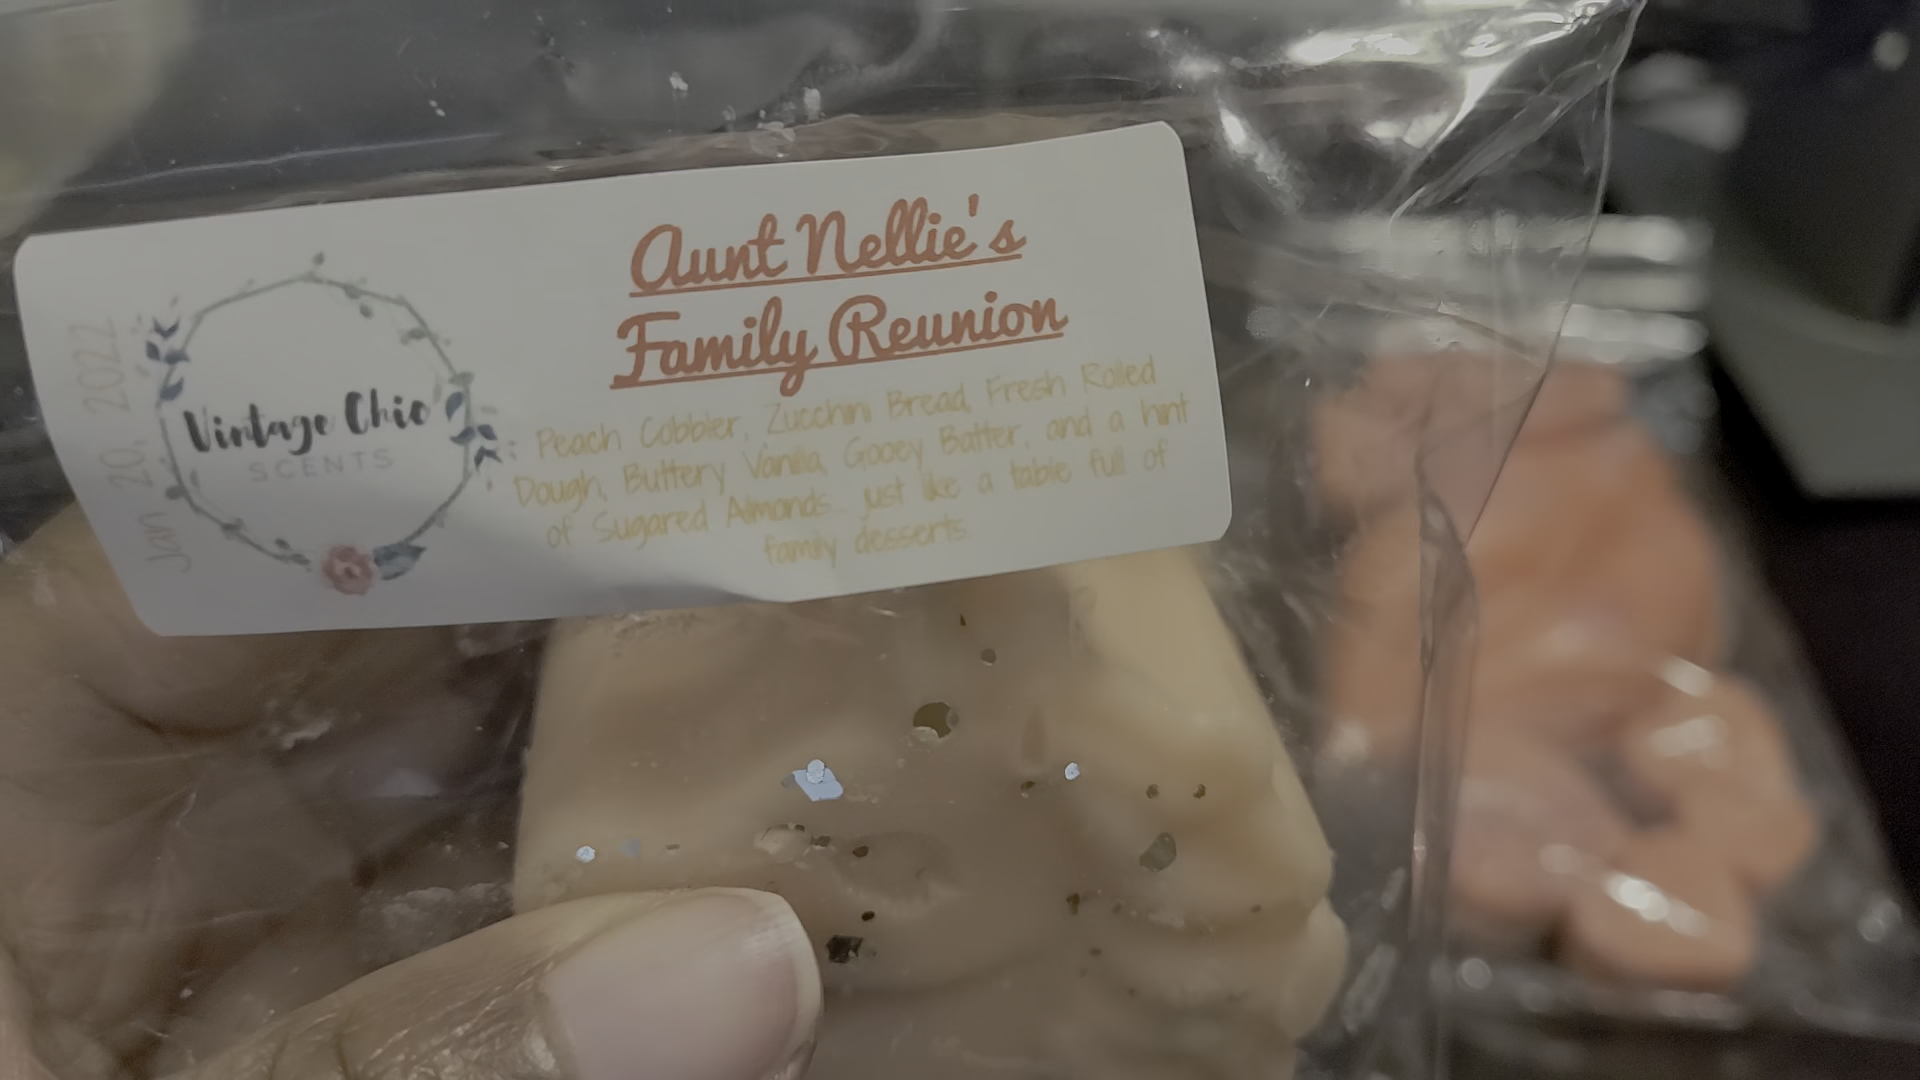 Jan 20, 2022
Vintage Chic
SCENTS
Aunt Nellie's
Family Reunion
Peach Cobbler, Zucchini Bread, Fresh Rolled
Dough, Buttery Vanilla, Gooey Batter, and a hint
of Sugared Almonds... just like a table full of
family desserts.